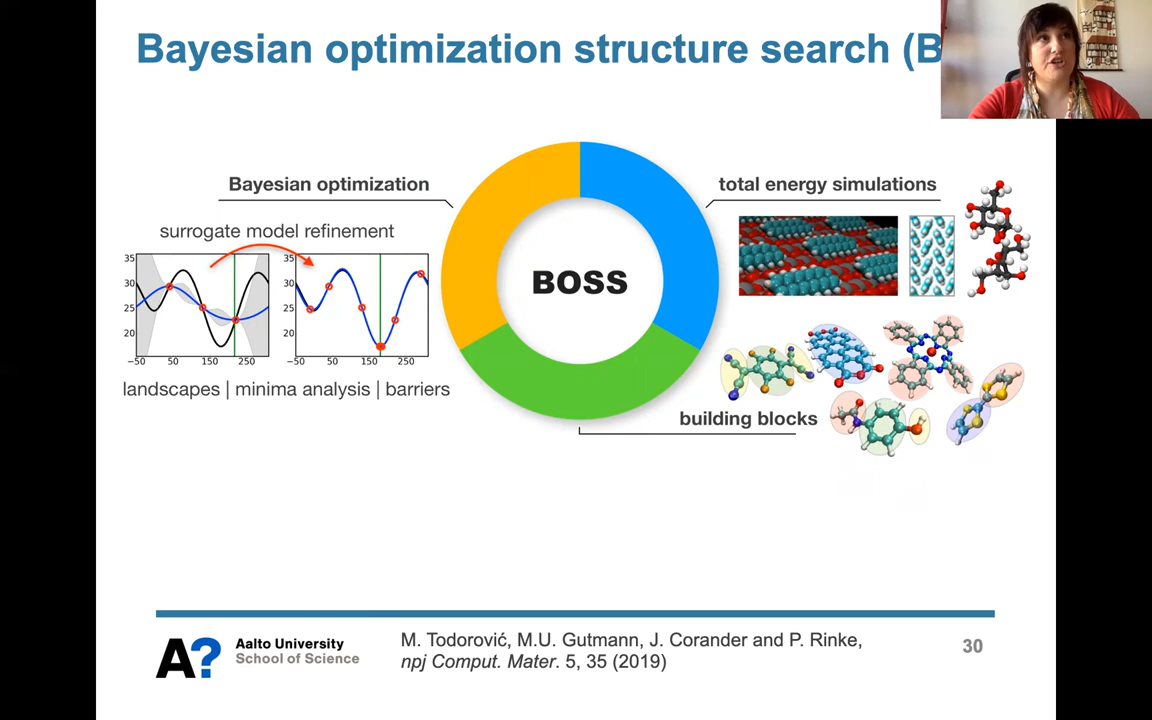 Bayesian optimization structure search (B
Bayesian optimization
total energy simulations
surrogate model refinement
35
30
25
20
−50
50
150
250
35
30
25
20
−50
50
150
250
BOSS
landscapes | minima analysis | barriers
building blocks
A?
Aalto University
School of Science
M. Todorović, M.U. Gutmann, J. Corander and P. Rinke,
npj Comput. Mater. 5, 35 (2019)
30